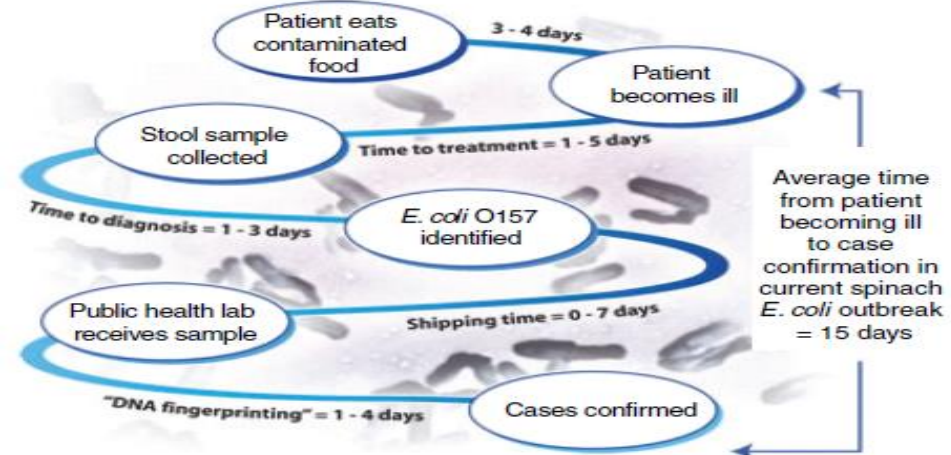 Patient eats
contaminated
food
3 - 4 days
Patient
becomes ill
Time to treatment = 1 - 5 days
Stool sample
collected
Time to diagnosis = 1 - 3 days
E. coli O157
identified
Shipping time = 0 - 7 days
Public health lab
receives sample
"DNA fingerprinting" = 1 - 4 days
Cases confirmed
Average time
from patient
becoming ill
to case
confirmation in
current spinach
E. coli outbreak
= 15 days